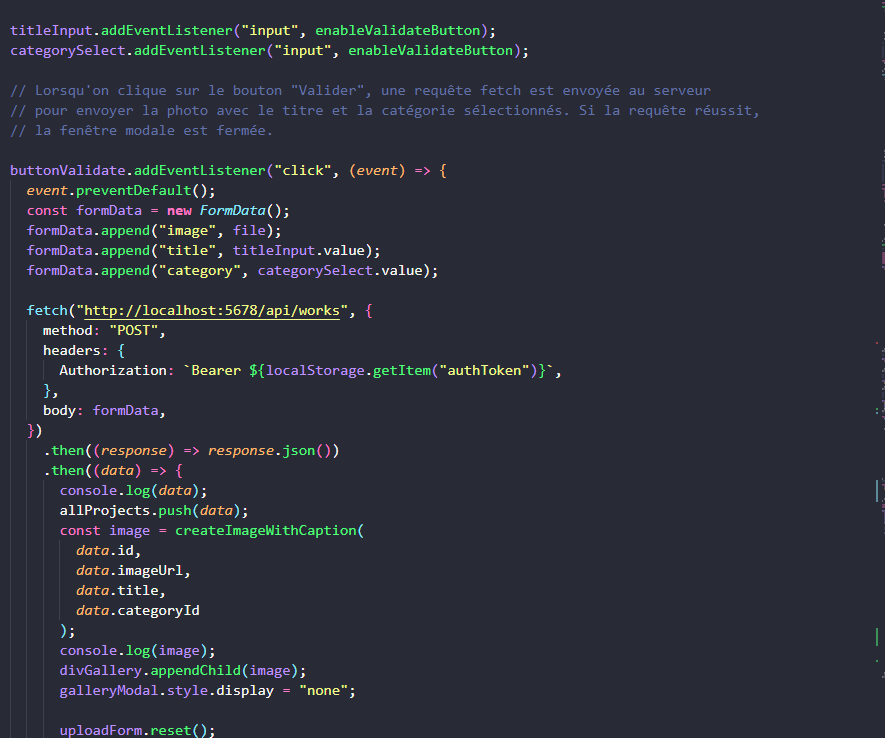 titleInput.addEventListener("input", enableValidateButton);
categorySelect.addEventListener("input", enableValidateButton);
// Lorsqu'on clique sur le bouton "Valider", une requête fetch est envoyée au serveur
// pour envoyer la photo avec le titre et la catégorie sélectionnés. Si la requête réussit,
// la fenêtre modale est fermée.
buttonValidate.addEventListener("click", (event) => {
event.preventDefault();
const formData = new FormData();
formData.append("image", file);
formData.append("title", titleInput.value);
formData.append("category", categorySelect.value);
fetch("http://localhost:5678/api/works", {
method: "POST",
headers: {
Authorization: `Bearer ${localStorage.getItem("authToken")}`,
},
body: formData,
})
.then((response) => response.json())
.then((data) => {
console.log(data);
allProjects.push(data);
const image = createImageWithCaption(
data.id,
data.imageUrl,
data.title,
data.categoryId
);
console.log(image);
divGallery.appendChild(image);
galleryModal.style.display = "none";
uploadForm.reset();